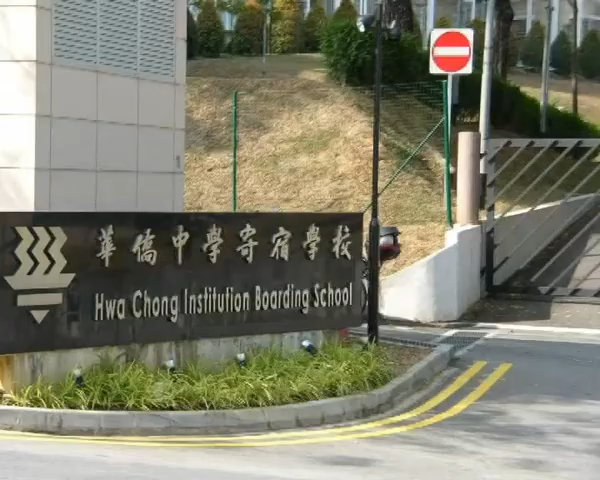 華僑中學寄宿學校
Hwa Chong Institution Boarding School